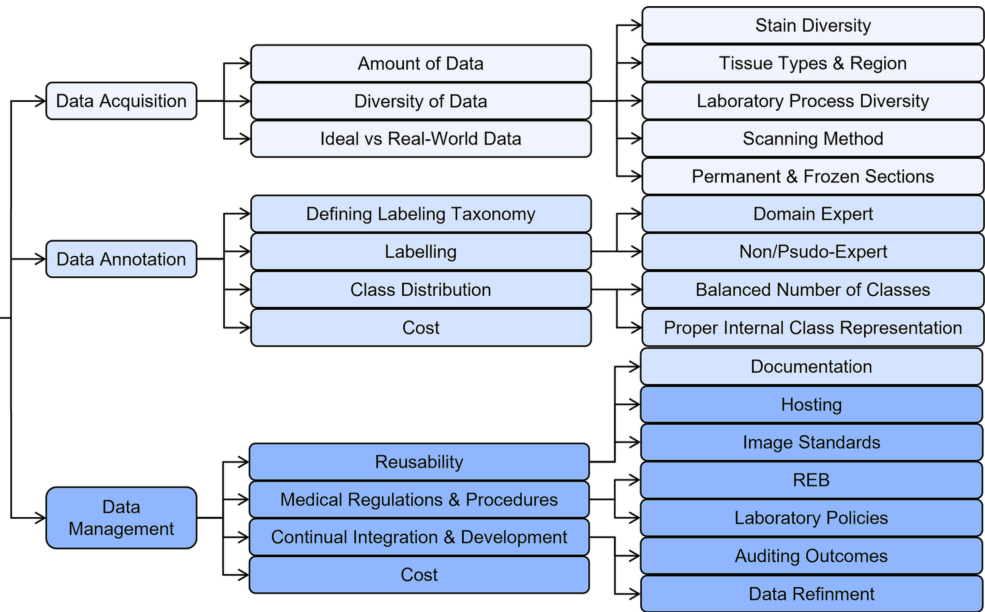 Data Acquisition
Amount of Data
Diversity of Data
Ideal vs Real-World Data
Stain Diversity
Tissue Types & Region
Laboratory Process Diversity
Scanning Method
Permanent & Frozen Sections
Data Annotation
Defining Labeling Taxonomy
Labelling
Class Distribution
Cost
Domain Expert
Non/Psudo-Expert
Balanced Number of Classes
Proper Internal Class Representation
Data
Management
Reusability
Medical Regulations & Procedures
Continual Integration & Development
Cost
Documentation
Hosting
Image Standards
REB
Laboratory Policies
Auditing Outcomes
Data Refinment